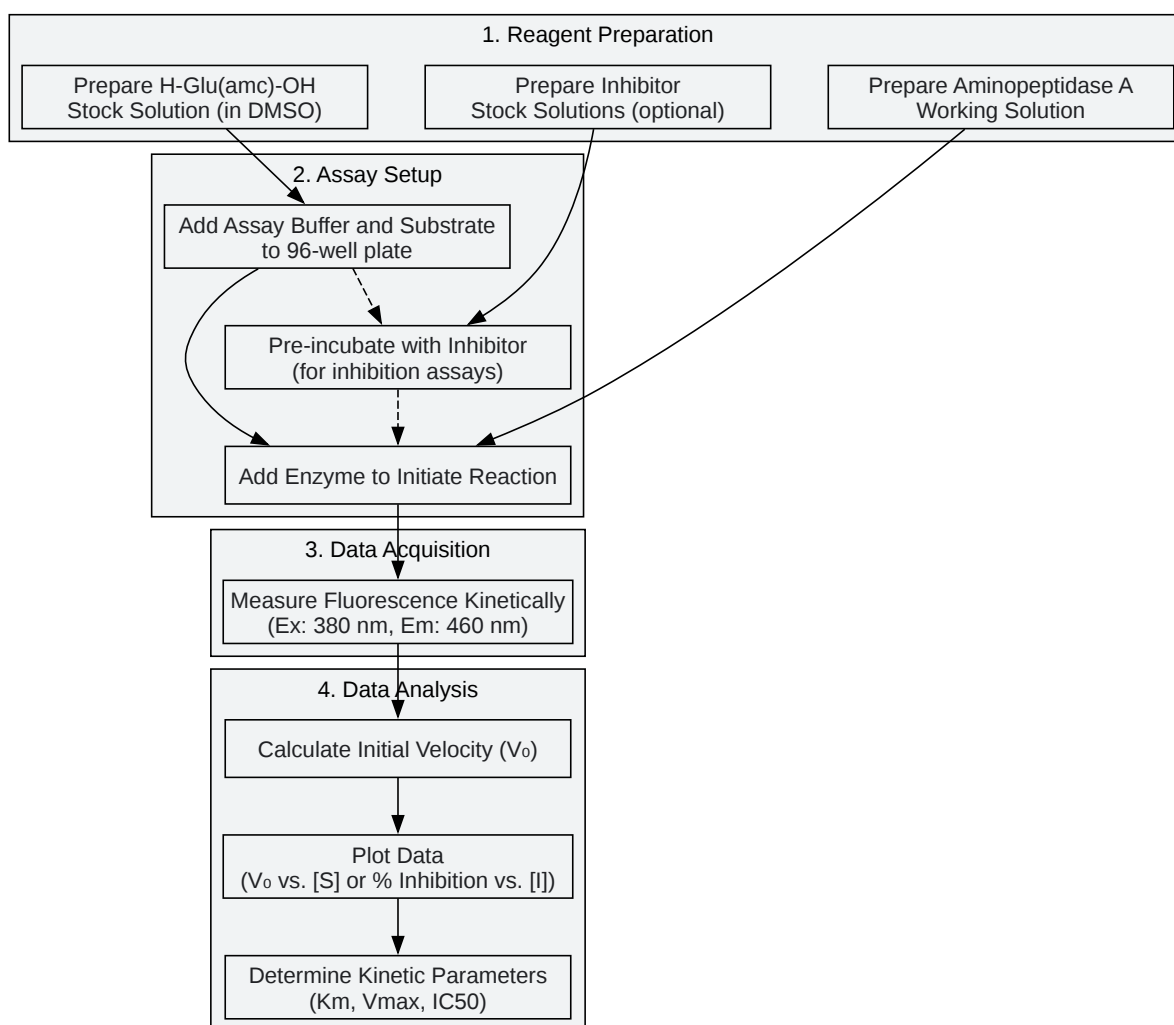 1. Reagent Preparation
Prepare H-Glu(amc)-OH
Stock Solution (in DMSO)
Prepare Inhibitor
Stock Solutions (optional)
Prepare Aminopeptidase A
Working Solution
2. Assay Setup
Add Assay Buffer and Substrate
to 96-well plate
Pre-incubate with Inhibitor
(for inhibition assays)
Add Enzyme to Initiate Reaction
3. Data Acquisition
Measure Fluorescence Kinetically
(Ex: 380 nm, Em: 460 nm)
4. Data Analysis
Calculate Initial Velocity (V₀)
Plot Data
(V₀ vs. [S] or % Inhibition vs. [I])
Determine Kinetic Parameters
(Km, Vmax, IC50)